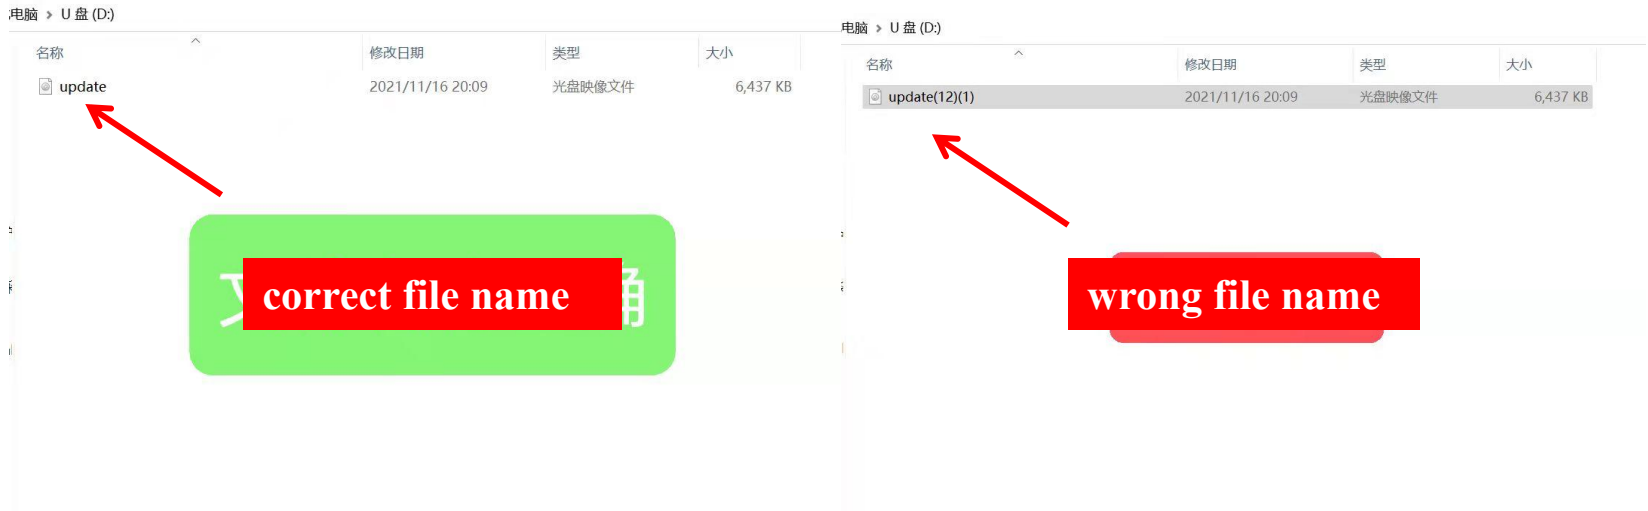 电脑 > U 盘 (D:)
名称 修改日期 类型 大小
update 2021/11/16 20:09 光盘映像文件 6,437 KB
correct file name
电脑 > U 盘 (D:)
名称 修改日期 类型 大小
update(12)(1) 2021/11/16 20:09 光盘映像文件 6,437 KB
wrong file name